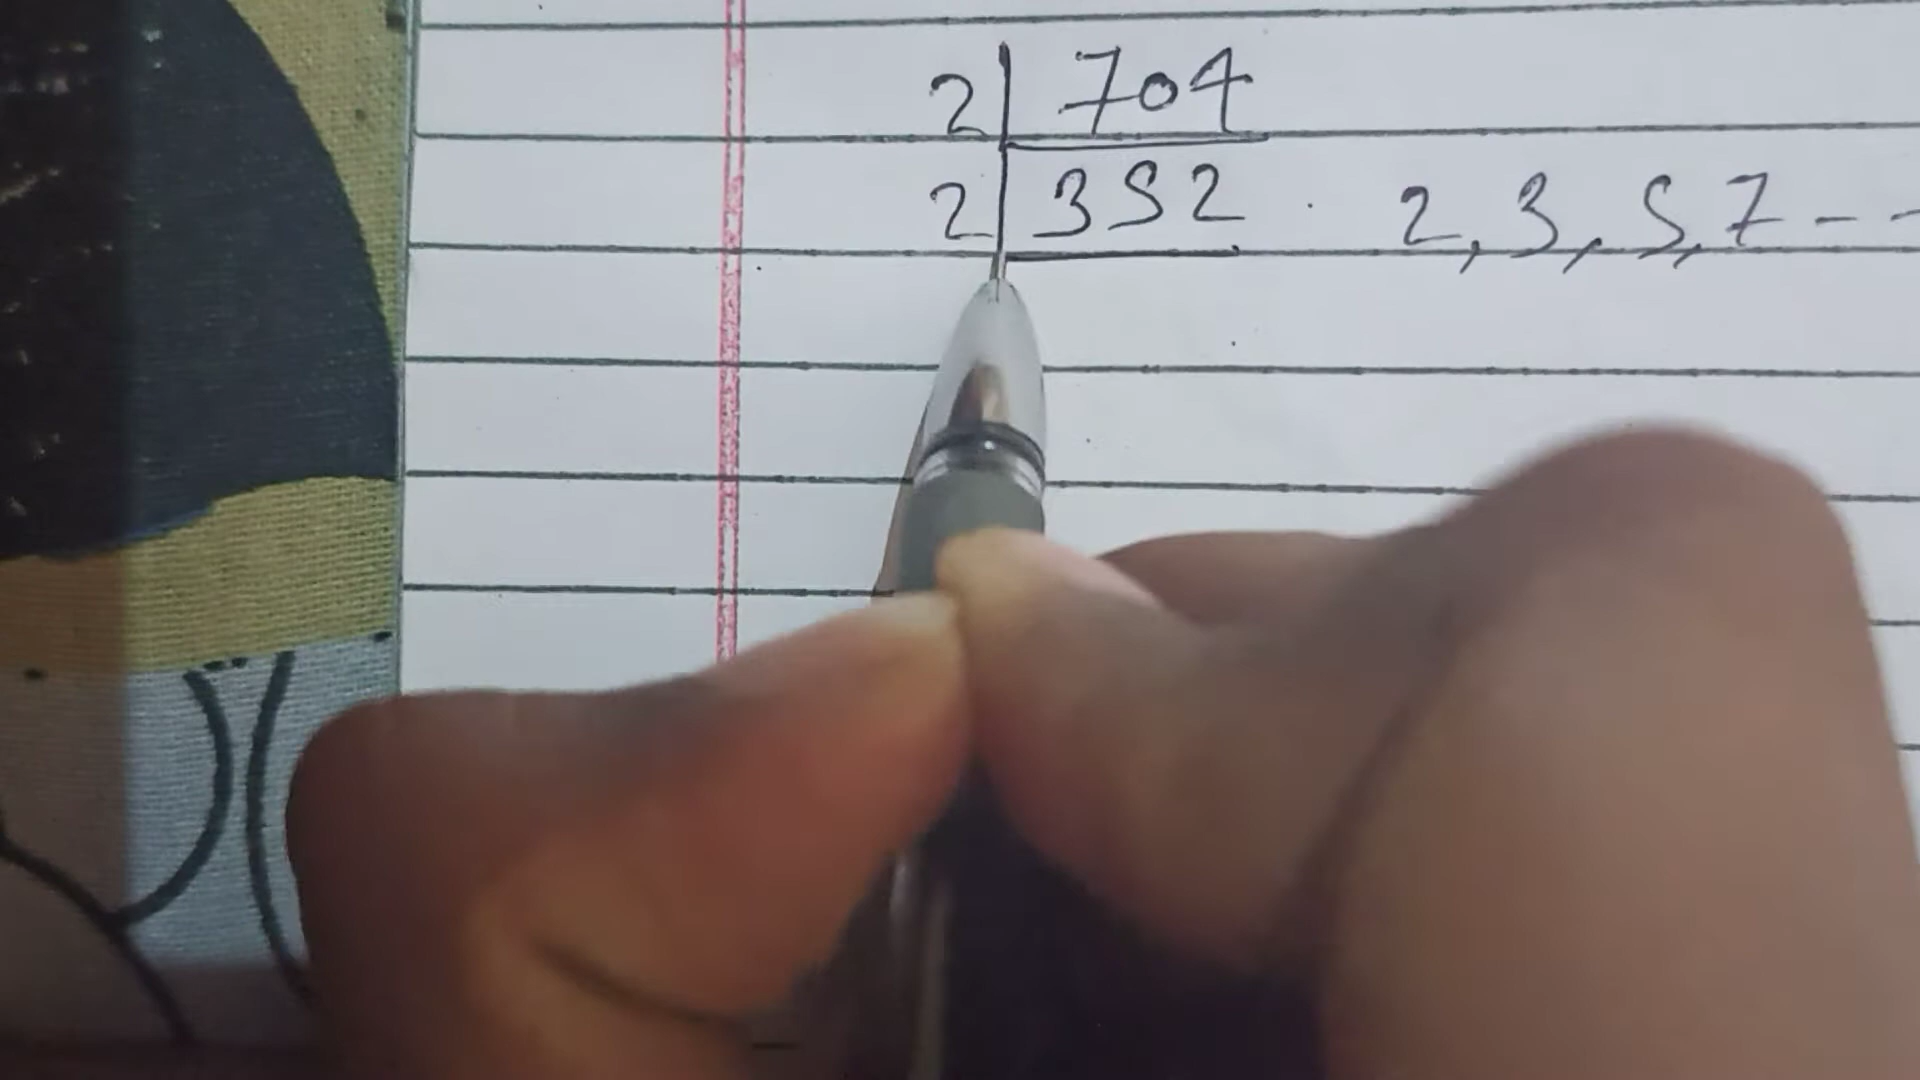 2 | 704
2 | 352 2, 3, 5, 7 - -